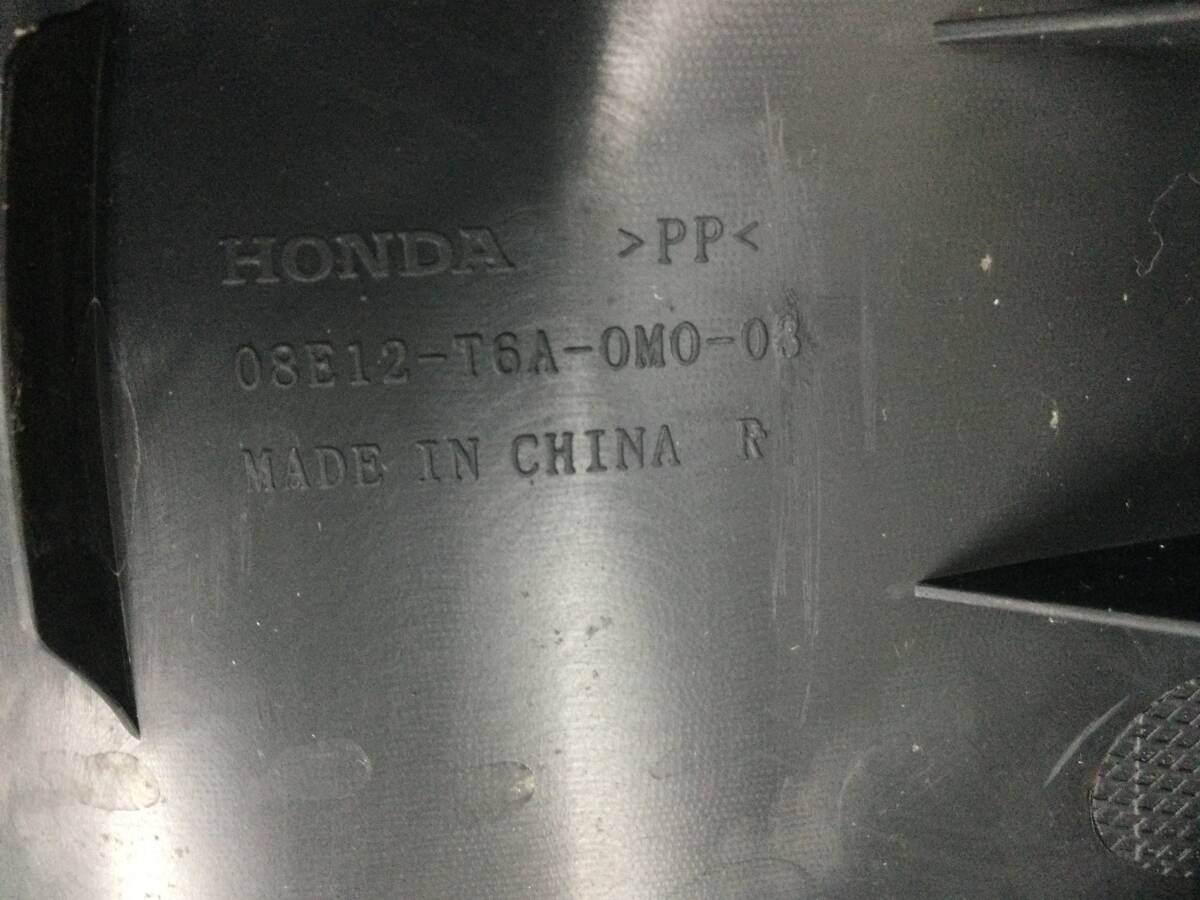 HONDA >PP<
08E12-T6A-0M0-03
MADE IN CHINA R